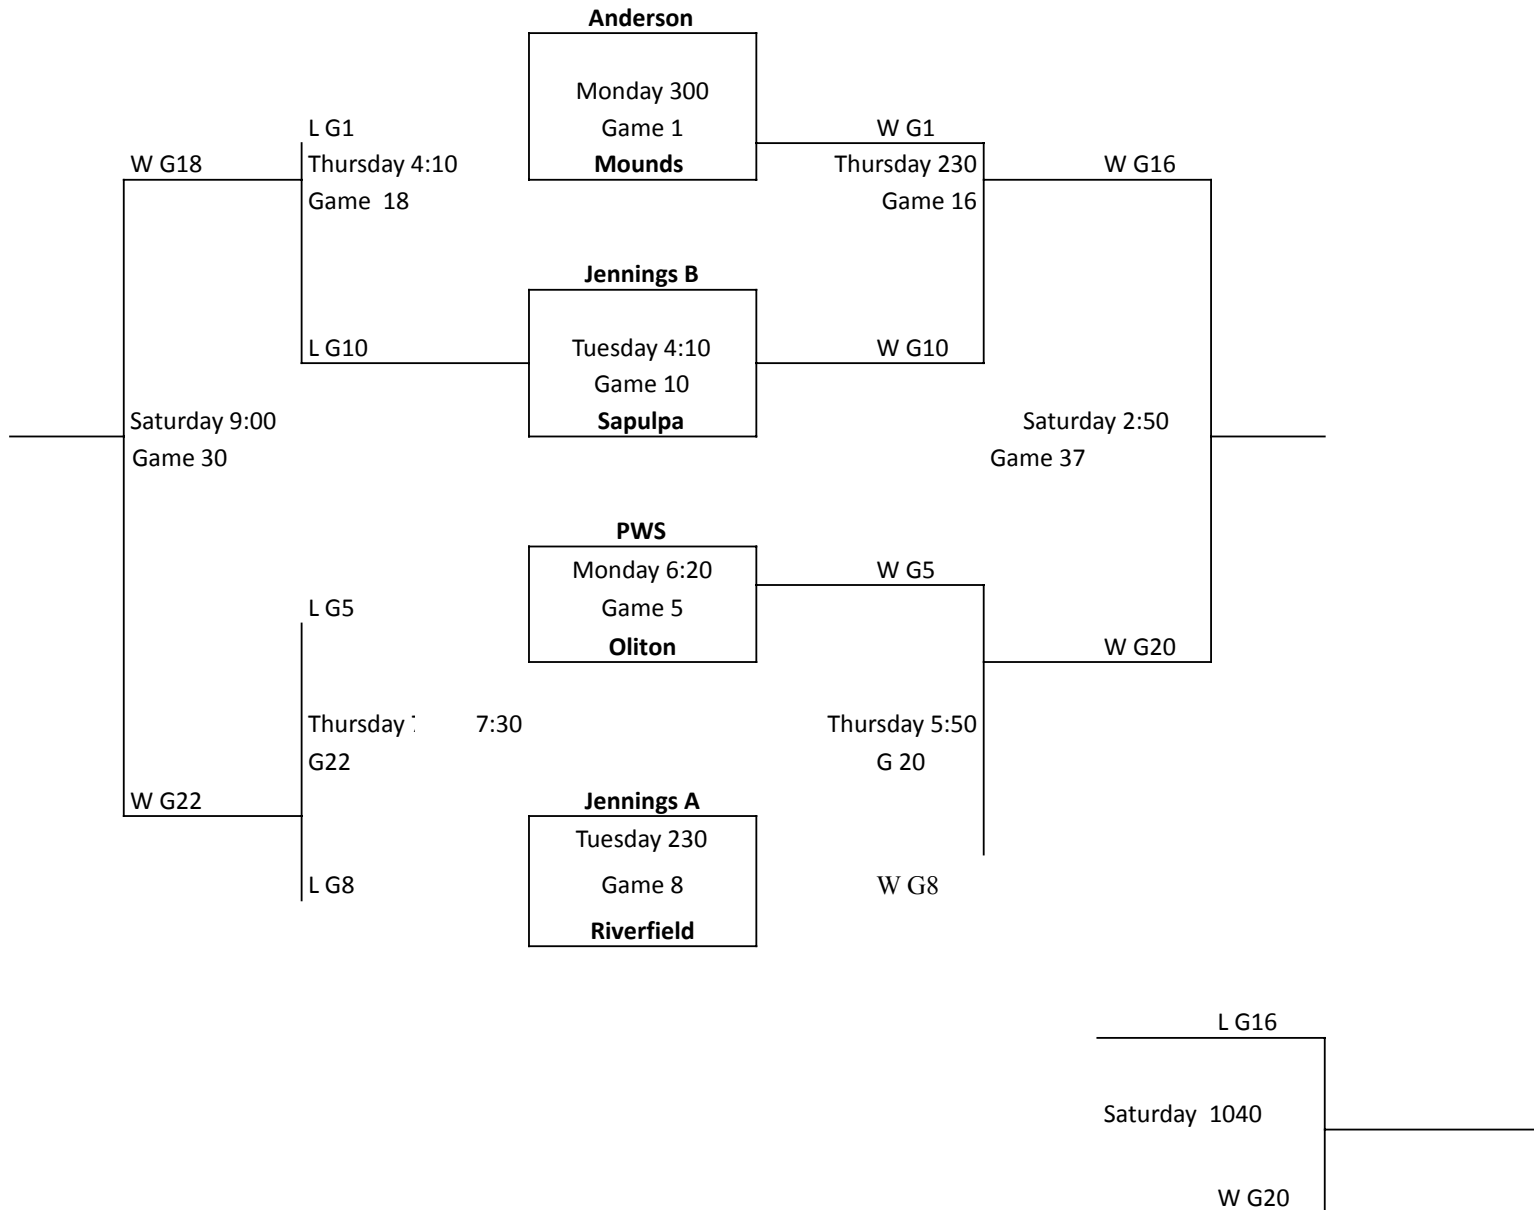 Anderson
Monday 300
L G1
Game 1
W G1
W G18
Thursday 4:10
Mounds
Thursday 230
W G16
Game  18
Game 16
Jennings B
L G10
Tuesday 4:10
W G10
Game 10
Saturday 9:00
Sapulpa
Saturday 2:50
Game 30
Game 37
PWS
Monday 6:20
W G5
L G5
Game 5
Oliton
W G20
Thursday
7:30
Thursday 5:50
G22
G 20
W G22
Jennings A
Tuesday 230
L G8
Game 8
W G8
Riverfield
L G16
Saturday  1040
W G20